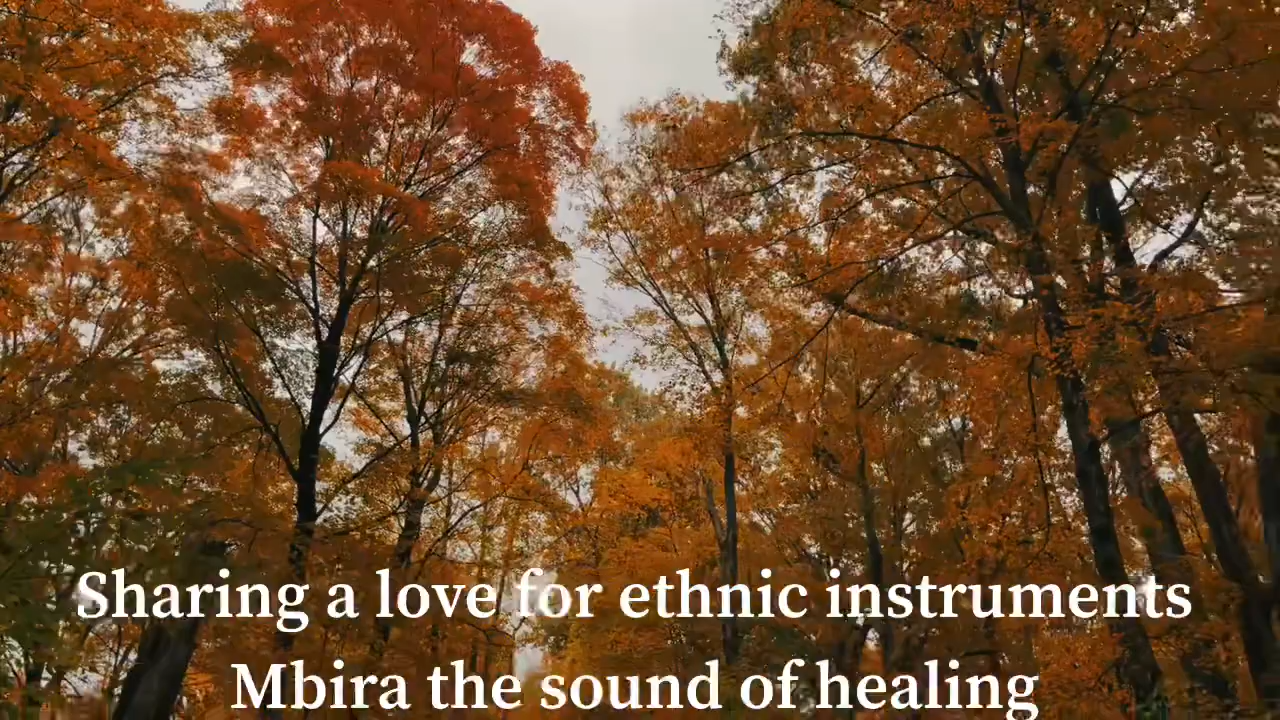 Sharing a love for ethnic instruments
Mbira the sound of healing